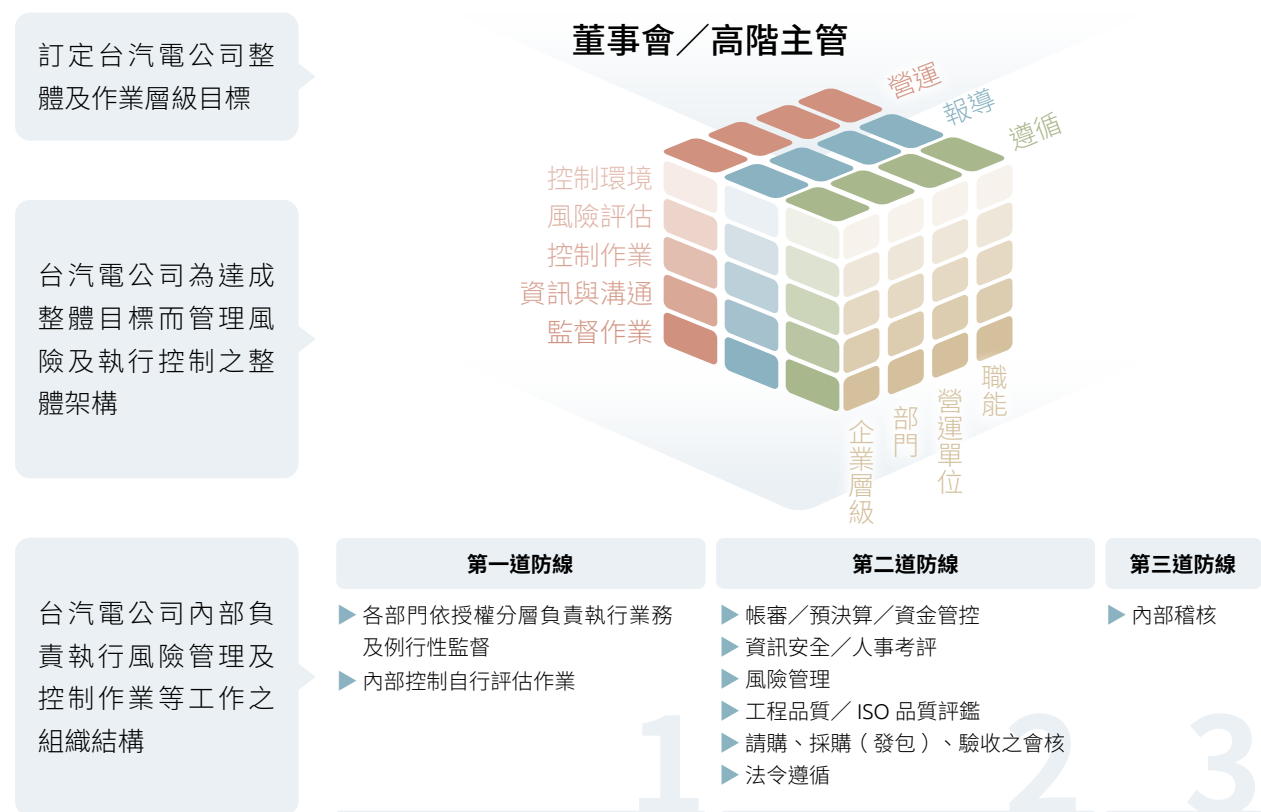 訂定台汽電公司整
體及作業層級目標
董事會／高階主管
營運
報導
遵循
控制環境
風險評估
控制作業
資訊與溝通
監督作業
企業層級
部門
營運單位
職能
台汽電公司為達成
整體目標而管理風
險及執行控制之整
體架構
台汽電公司內部負
責執行風險管理及
控制作業等工作之
組織結構
第一道防線
▶ 各部門依授權分層負責執行業務
及例行性監督
▶ 內部控制自行評估作業
1
第二道防線
▶ 帳審／預決算／資金管控
▶ 資訊安全／人事考評
▶ 風險管理
▶ 工程品質／ ISO 品質評鑑
▶ 請購、採購（發包）、驗收之會核
▶ 法令遵循
2
第三道防線
▶ 內部稽核
3